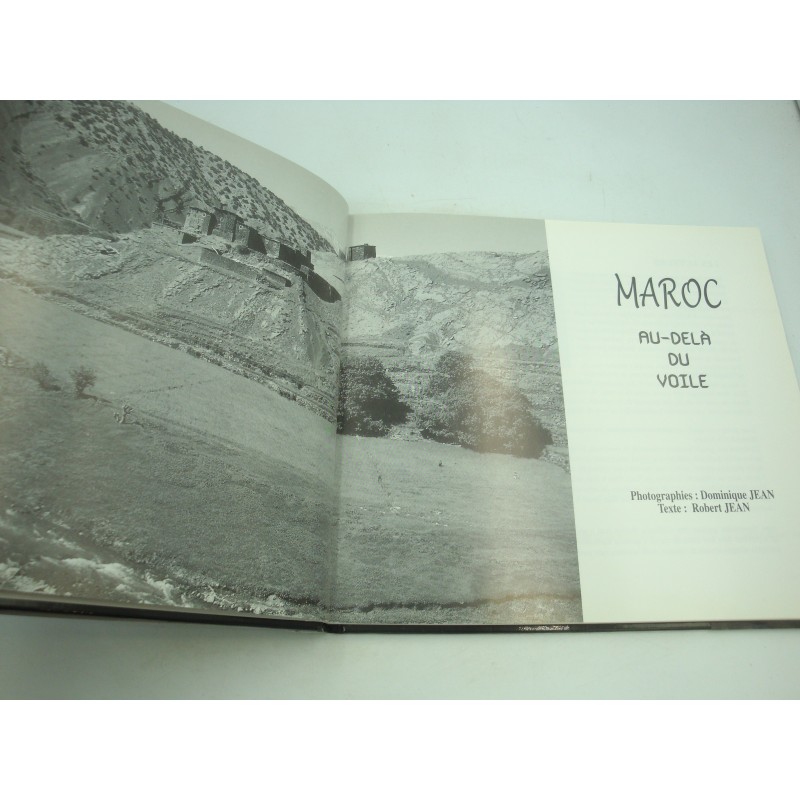 MAROC
AU-DELÀ
DU
VOILE
Photographies : Dominique JEAN
Texte : Robert JEAN